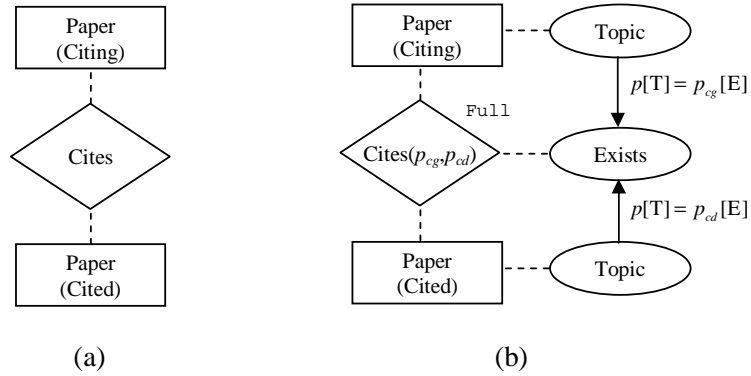 Paper
(Citing)
Cites
Paper
(Cited)
(a)
Paper
(Citing)
Topic
p[T] = p_cg[E]
Full
Cites(p_cg,p_cd)
Exists
p[T] = p_cd[E]
Paper
(Cited)
Topic
(b)